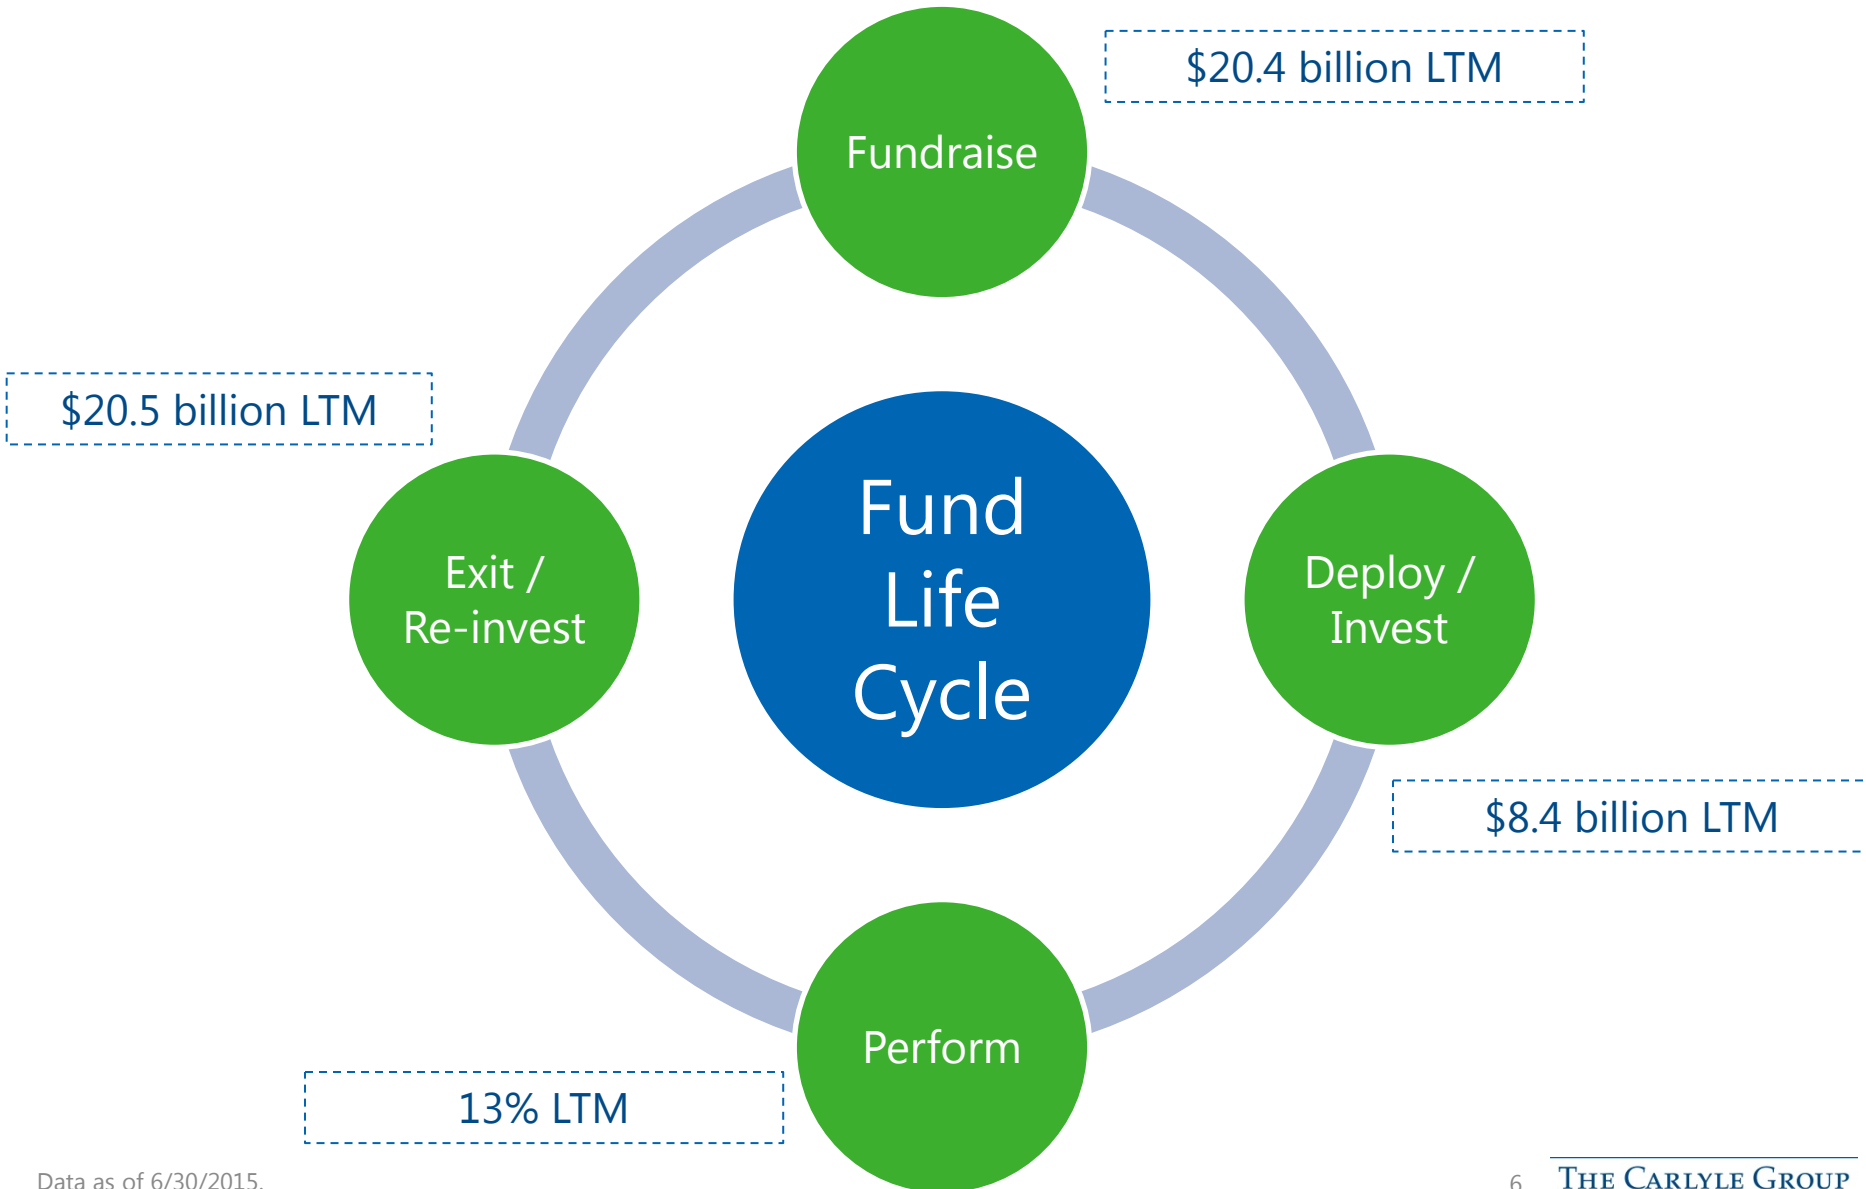 $20.4 billion LTM
Fundraise
$20.5 billion LTM
Fund
Life
Cycle
Exit /
Re-invest
Deploy /
Invest
$8.4 billion LTM
Perform
13% LTM
Data as of 6/30/2015.
6
THE CARLYLE GROUP